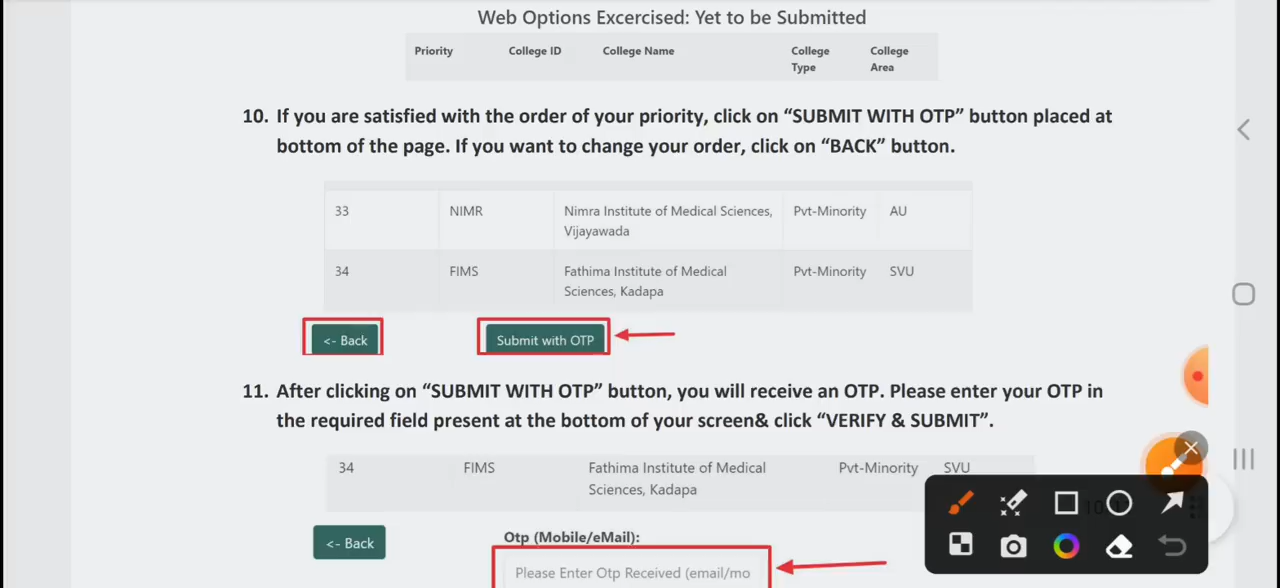 Web Options Excercised: Yet to be Submitted
Priority College ID College Name College Type College Area
10. If you are satisfied with the order of your priority, click on “SUBMIT WITH OTP” button placed at
bottom of the page. If you want to change your order, click on “BACK” button.
33 NIMR Nimra Institute of Medical Sciences, Pvt-Minority AU
Vijayawada
34 FIMS Fathima Institute of Medical Pvt-Minority SVU
Sciences, Kadapa
<- Back Submit with OTP
11. After clicking on “SUBMIT WITH OTP” button, you will receive an OTP. Please enter your OTP in
the required field present at the bottom of your screen& click “VERIFY & SUBMIT”.
34 FIMS Fathima Institute of Medical Pvt-Minority SVU
Sciences, Kadapa
Otp (Mobile/eMail):
<- Back
Please Enter Otp Received (email/mo